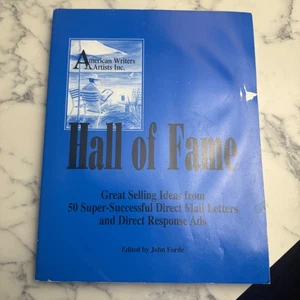 American Writers
Artists Inc.
Hall of Fame
Great Selling Ideas from
50 Super-Successful Direct Mail Letters
and Direct Response Ads
Edited by John Forde